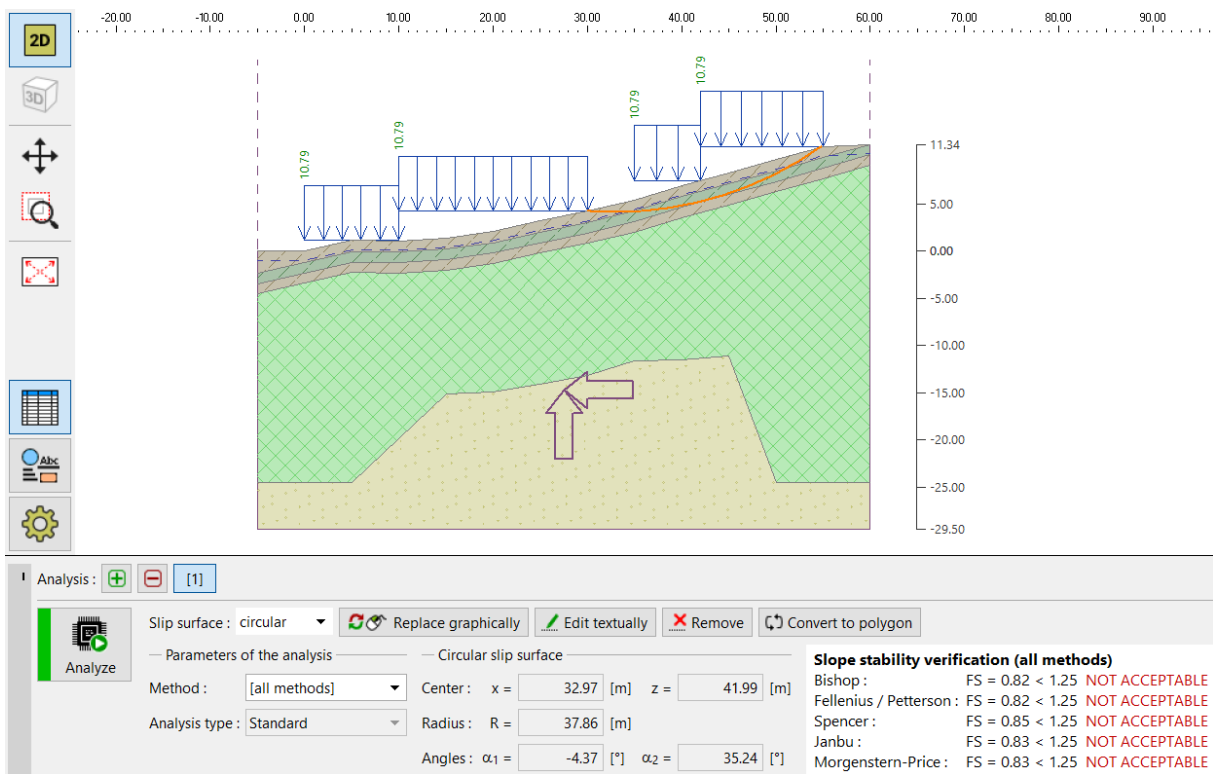 -20.00 -10.00 0.00 10.00 20.00 30.00 40.00 50.00 60.00 70.00 80.00 90.00
2D
3D
10.79
10.79
10.79
10.79
11.34
5.00
0.00
-5.00
-10.00
-15.00
-20.00
-25.00
-29.50
Abc
Analysis : [1]
Analyze
Slip surface : circular Replace graphically Edit textually Remove Convert to polygon
Parameters of the analysis
Method : [all methods]
Analysis type : Standard
Circular slip surface
Center : x = 32.97 [m] z = 41.99 [m]
Radius : R = 37.86 [m]
Angles : α1 = -4.37 [°] α2 = 35.24 [°]
Slope stability verification (all methods)
Bishop : FS = 0.82 < 1.25 NOT ACCEPTABLE
Fellenius / Petterson : FS = 0.82 < 1.25 NOT ACCEPTABLE
Spencer : FS = 0.85 < 1.25 NOT ACCEPTABLE
Janbu : FS = 0.83 < 1.25 NOT ACCEPTABLE
Morgenstern-Price : FS = 0.83 < 1.25 NOT ACCEPTABLE